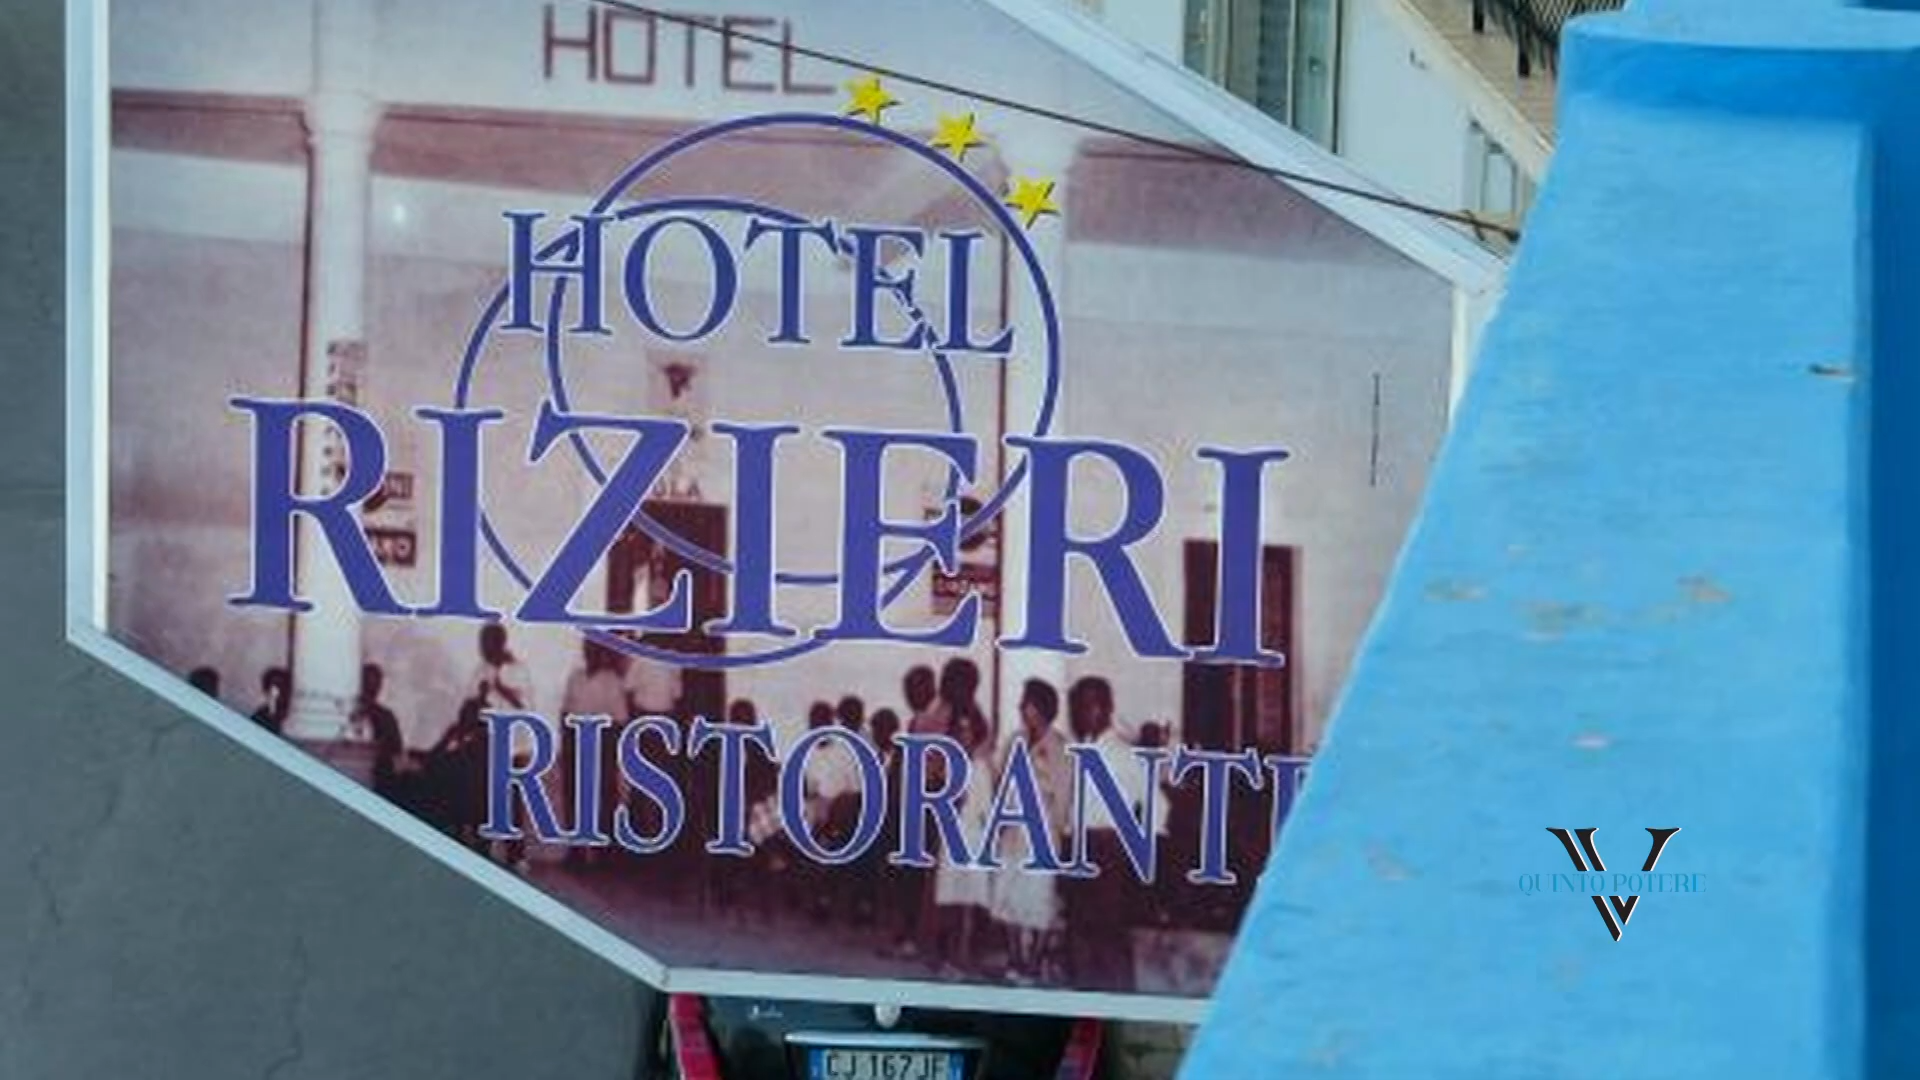 HOTEL
HOTEL
RIZIERI
RISTORANTE
QUINTO POTERE
CJ 167JF